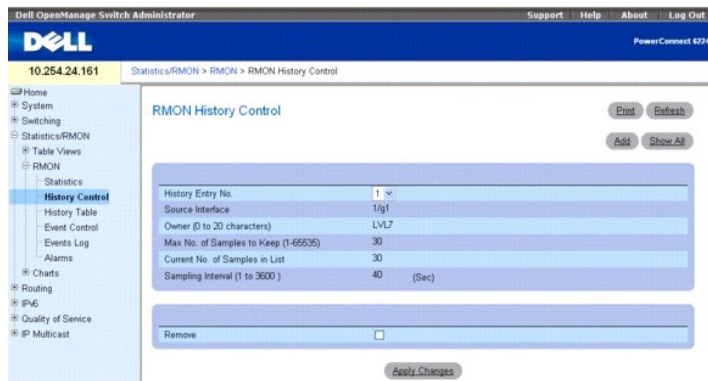 Dell OpenManage Switch Administrator
Support Help About Log Out
DELL
PowerConnect 6224
10.254.24.161
Statistics/RMON > RMON > RMON History Control
Home
System
Switching
Statistics/RMON
Table Views
RMON
Statistics
History Control
History Table
Event Control
Events Log
Alarms
Charts
Routing
IPv6
Quality of Service
IP Multicast
RMON History Control
Print Refresh
Add Show All
History Entry No. 1
Source Interface 1/g1
Owner (0 to 20 characters) LVL7
Max No. of Samples to Keep (1-65535) 30
Current No. of Samples in List 30
Sampling Interval (1 to 3600 ) 40 (Sec)
Remove
Apply Changes